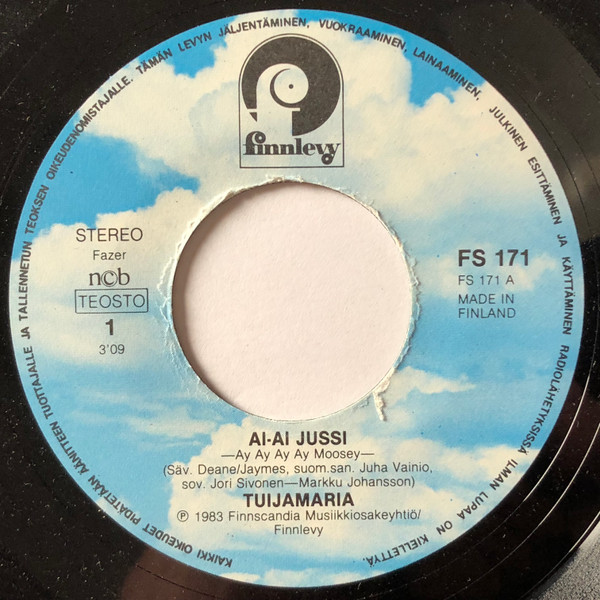 KAIKKI OIKEUDET PIDÄTETÄÄN ÄÄNITTEEN TUOTTAJALLE JA TALLENNETUN TEOKSEN OIKEUDENOMISTAJALLE. TÄMÄN LEVYN JÄLJENTÄMINEN, VUOKRAAMINEN, LAINAAMINEN, JULKINEN ESITTÄMINEN JA KÄYTTÄMINEN RADIOLÄHETYKSISSÄ ILMAN LUPAA ON KIELLETTYÄ.
finnlevy
STEREO
Fazer
ncb
TEOSTO
1
3'09
FS 171
FS 171 A
MADE IN
FINLAND
AI-AI JUSSI
—Ay Ay Ay Ay Moosey—
(Säv. Deane/Jaymes, suom.san. Juha Vainio,
sov. Jori Sivonen—Markku Johansson)
TUIJAMARIA
℗ 1983 Finnscandia Musiikkiosakeyhtiö/
Finnlevy